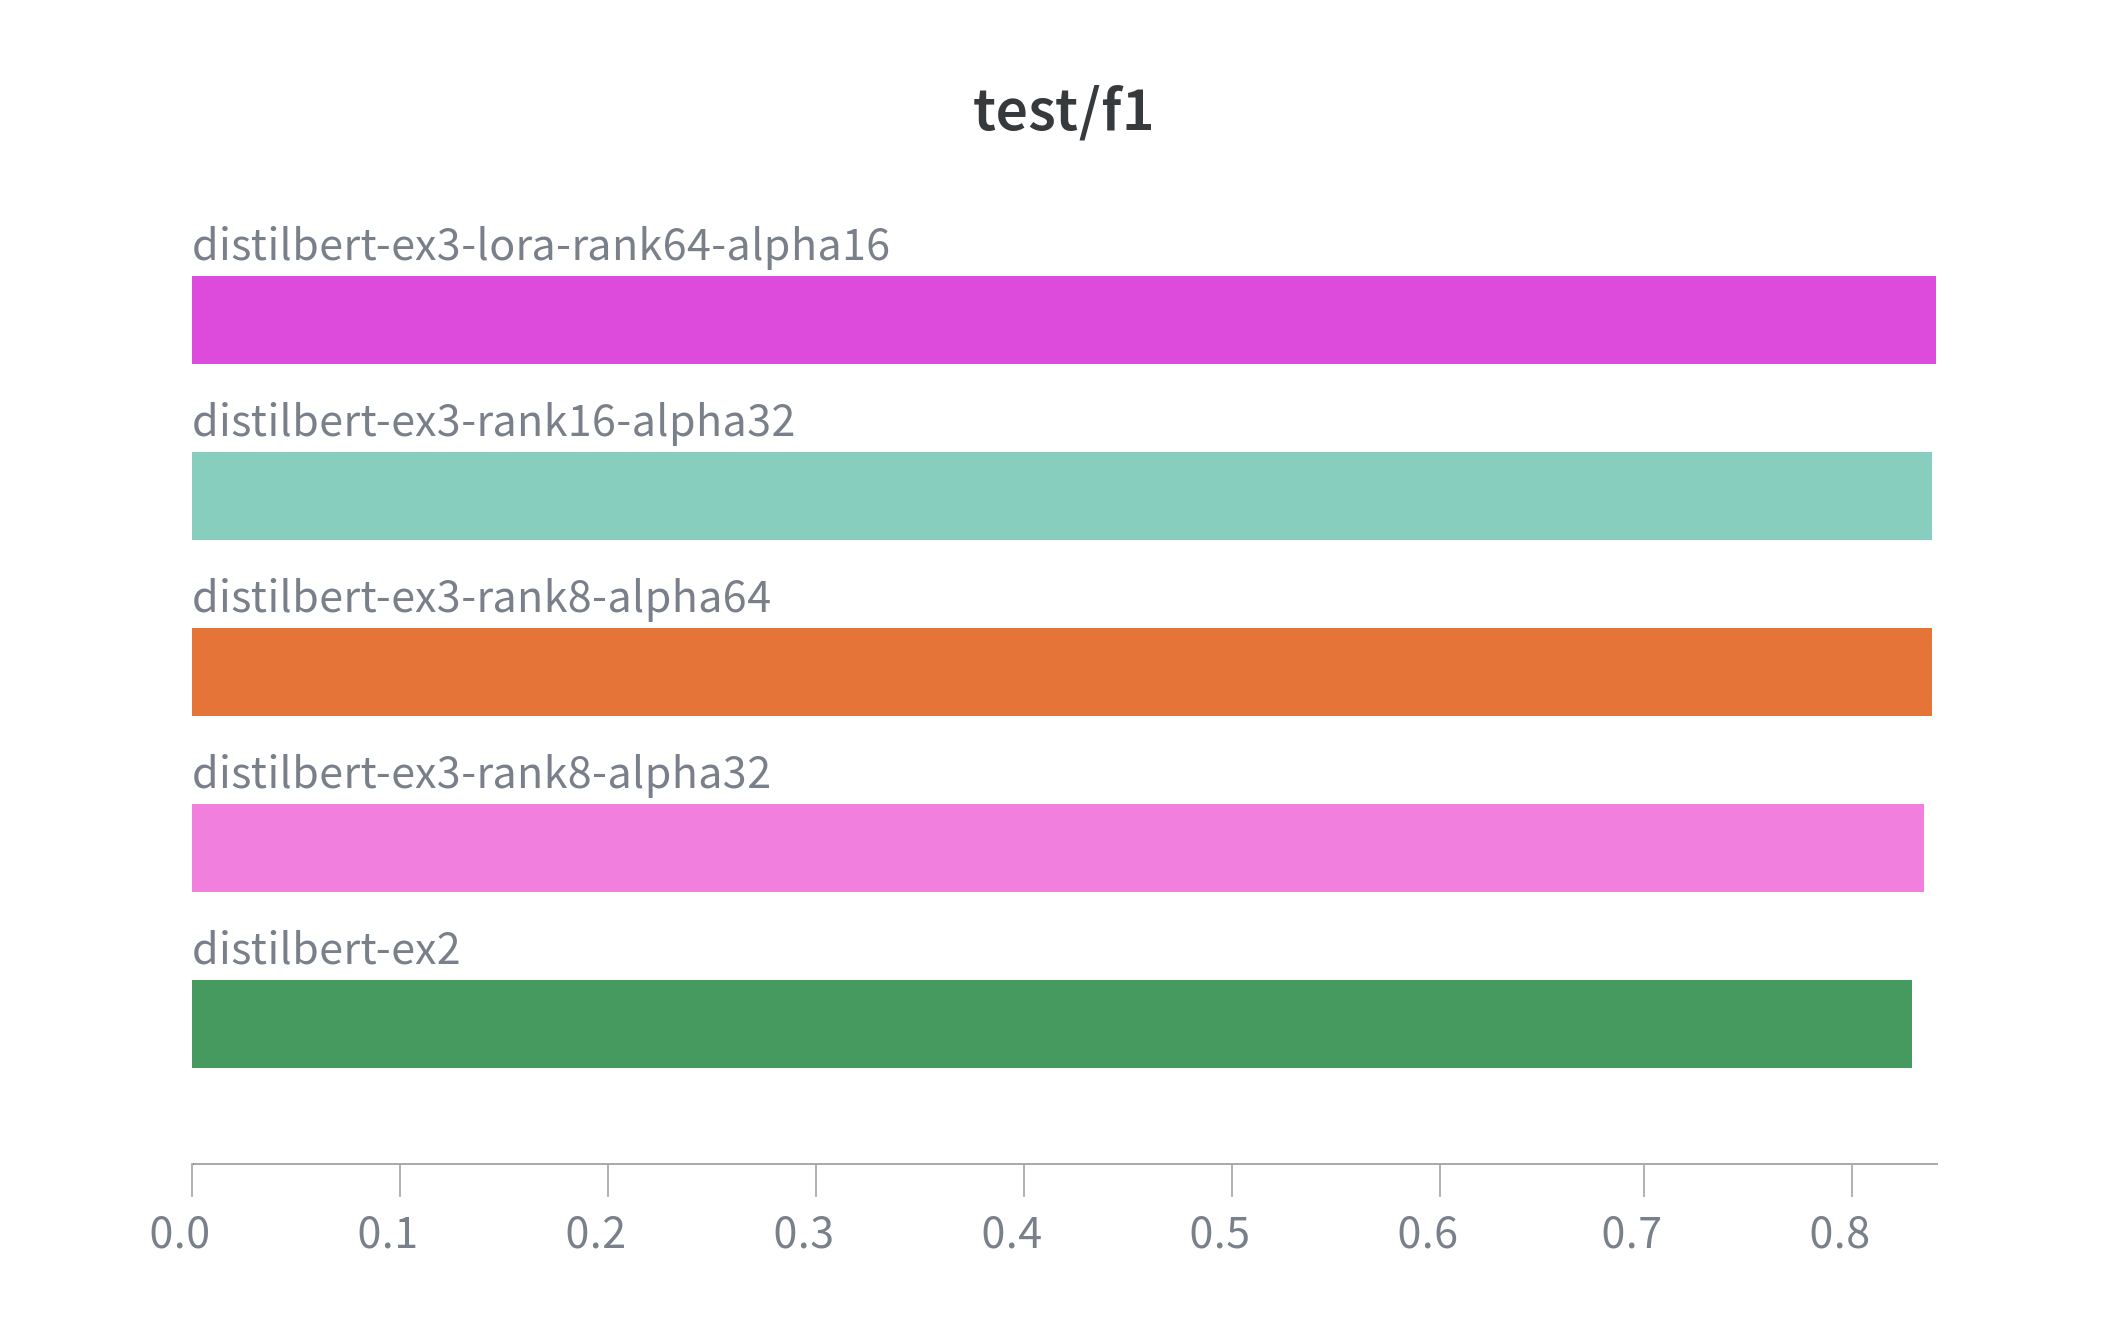 test/f1
distilbert-ex3-lora-rank64-alpha16
distilbert-ex3-rank16-alpha32
distilbert-ex3-rank8-alpha64
distilbert-ex3-rank8-alpha32
distilbert-ex2
0.0 0.1 0.2 0.3 0.4 0.5 0.6 0.7 0.8